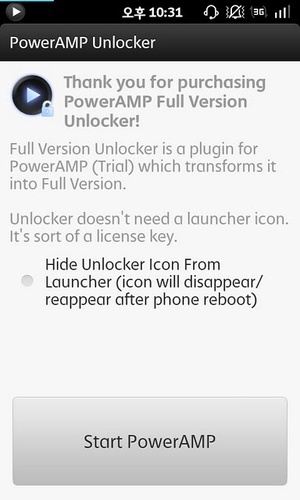 오후 10:31
3G
PowerAMP Unlocker
Thank you for purchasing
PowerAMP Full Version
Unlocker!
Full Version Unlocker is a plugin for
PowerAMP (Trial) which transforms it
into Full Version.
Unlocker doesn't need a launcher icon.
It's sort of a license key.
Hide Unlocker Icon From
Launcher (icon will disappear/
reappear after phone reboot)
Start PowerAMP